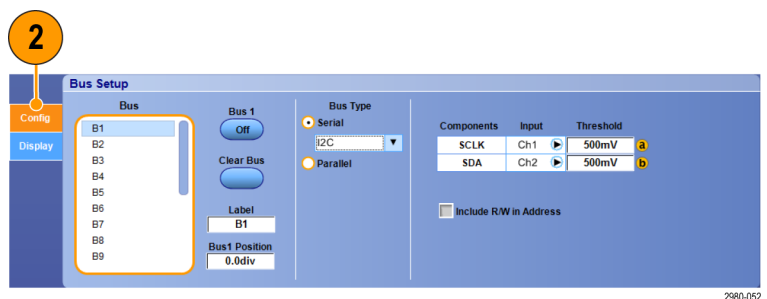 2
Bus Setup
Config
Display
Bus
B1
B2
B3
B4
B5
B6
B7
B8
B9
Bus 1
Off
Clear Bus
Label
B1
Bus1 Position
0.0div
Bus Type
Serial
I2C
Parallel
Components Input Threshold
SCLK Ch1 500mV a
SDA Ch2 500mV b
Include R/W in Address
2980-052